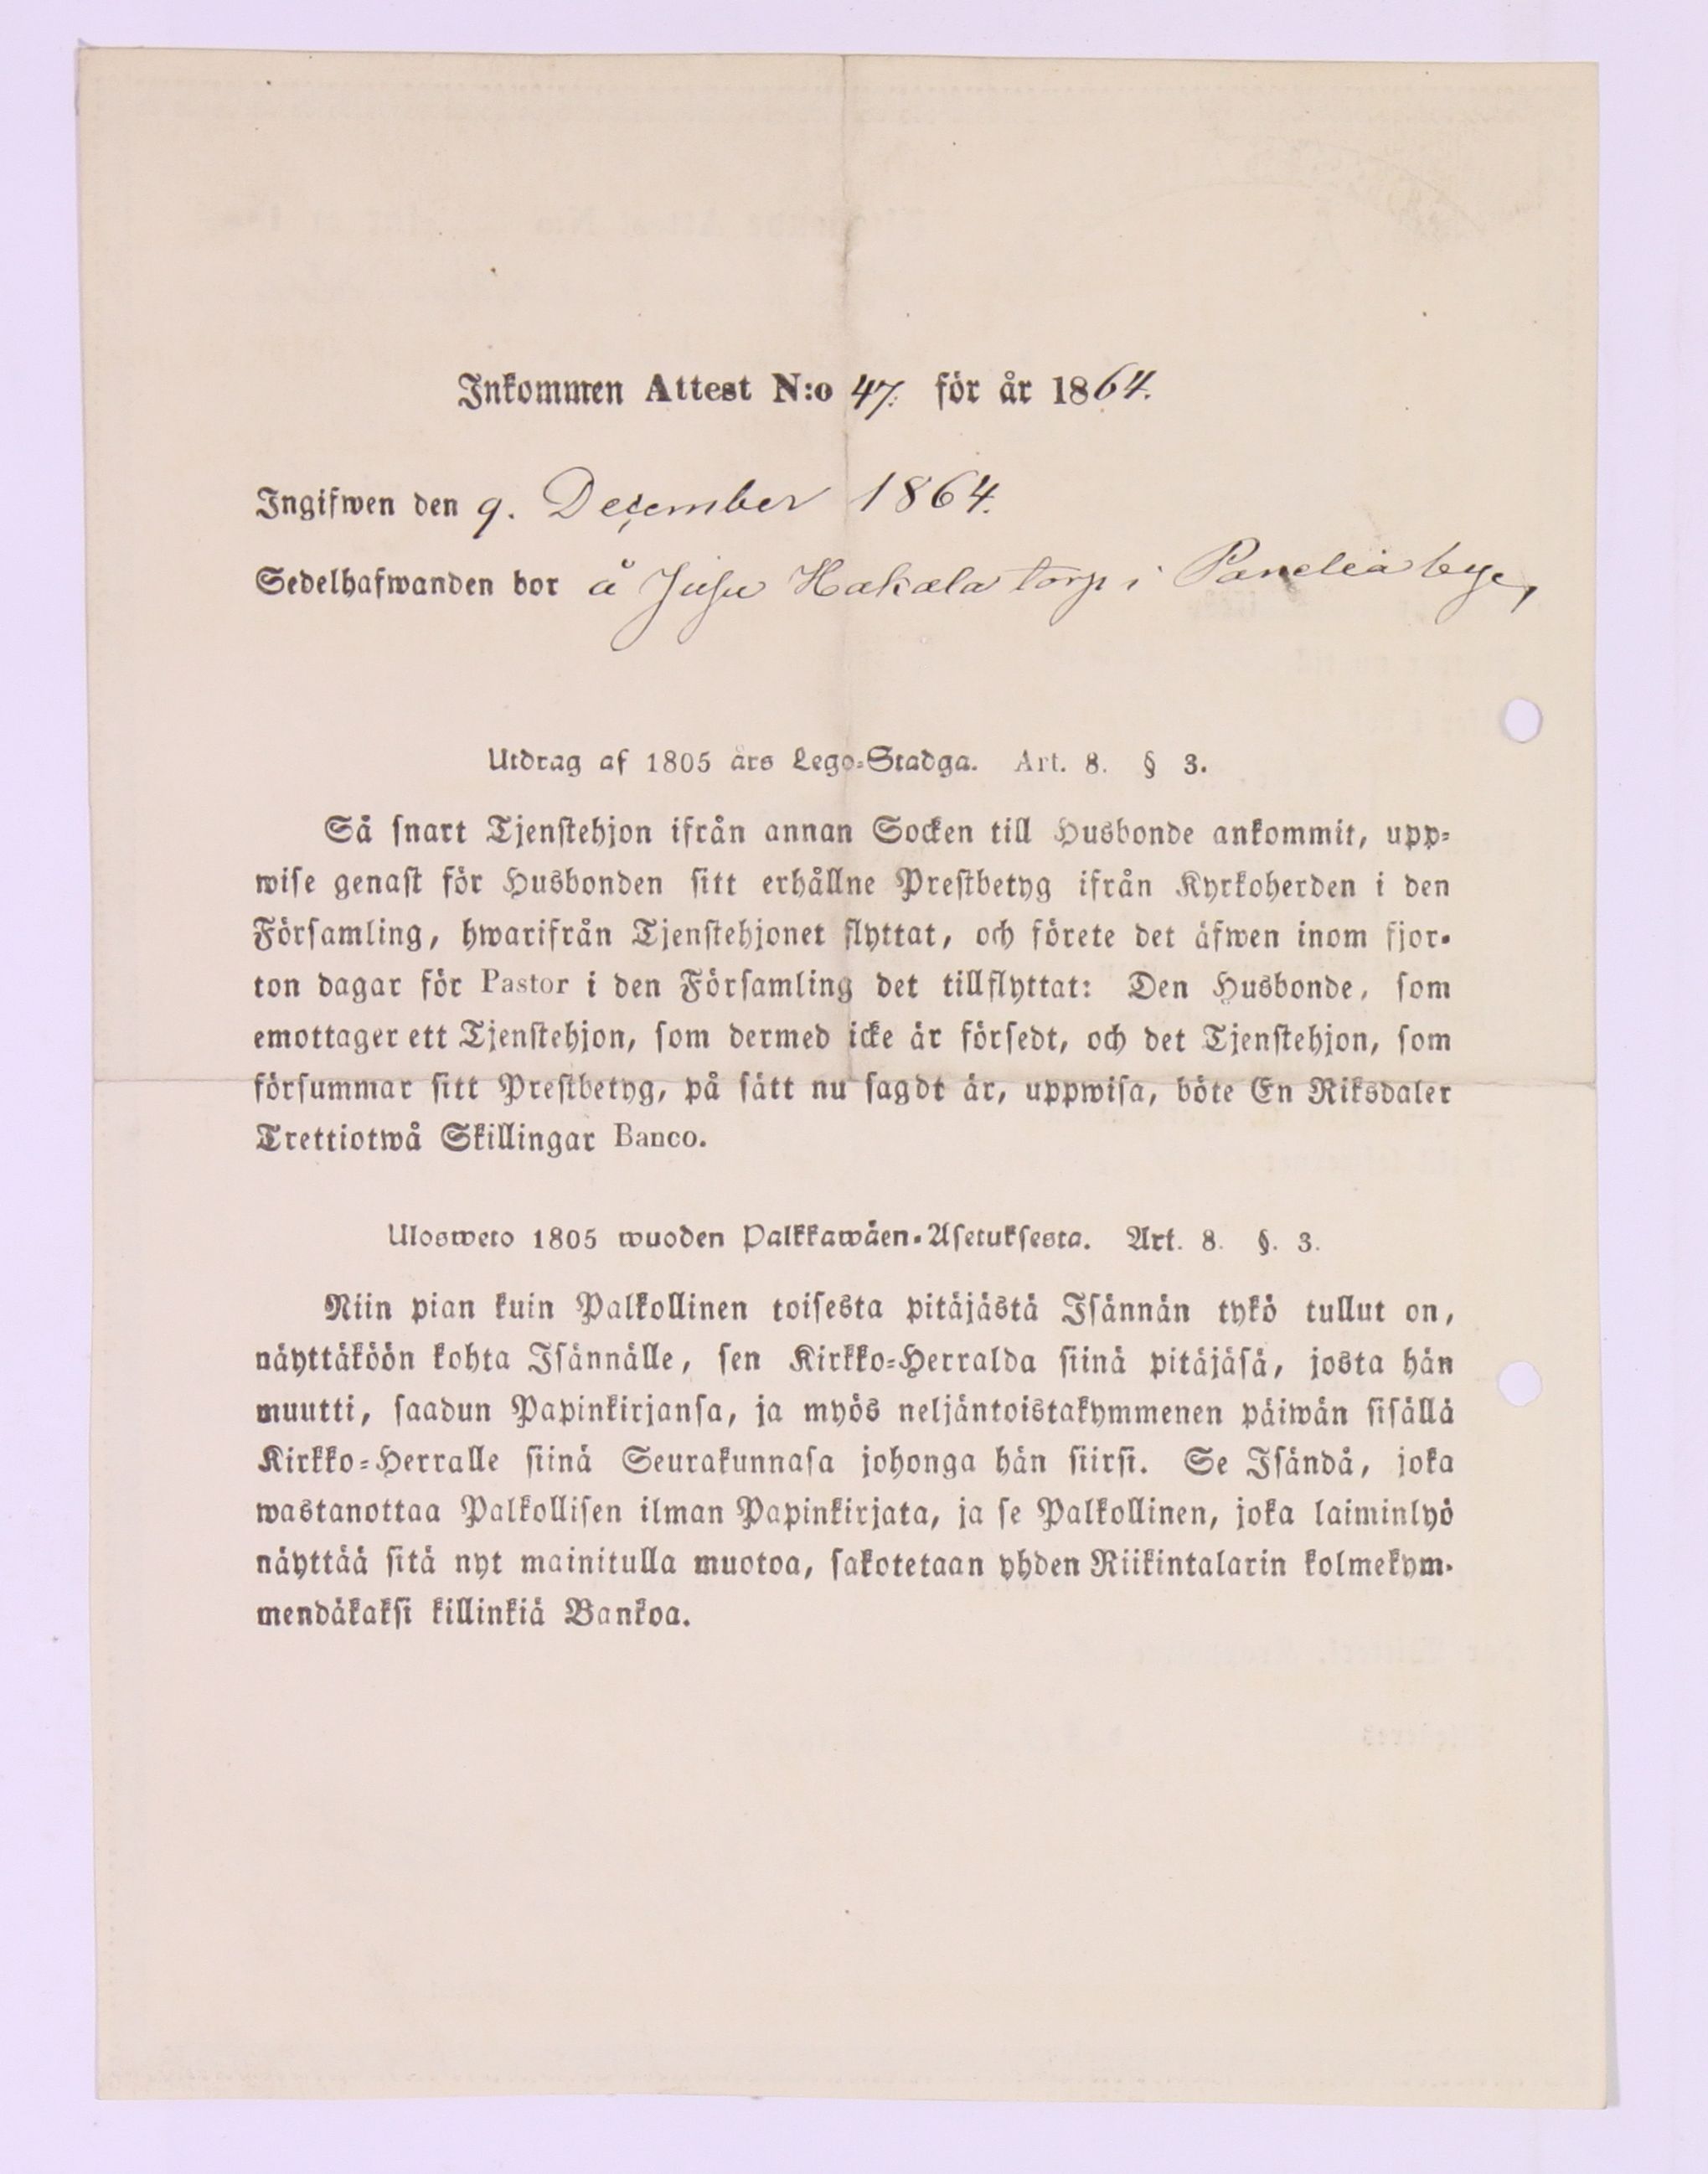 Inkommen Attest N:o 47. för år 1864.
Ingifwen den 9. December 1864.
Sedelhafwanden bor å Juju Hakala torp i Panelia by,
Utdrag af 1805 års Lego-Stadga. Art. 8. § 3.
Så snart Tjenstehjon ifrån annan Socken till Husbonde ankommit, upp-
wise genast för Husbonden sitt erhållne Prestbetyg ifrån Kyrkoherden i den
Församling, hwarifrån Tjenstehjonet flyttat, och förete det äfwen inom fjor-
ton dagar för Pastor i den Församling det tillflyttat: Den Husbonde, som
emottager ett Tjenstehjon, som dermed icke är försedt, och det Tjenstehjon, som
försummar sitt Prestbetyg, på sätt nu sagdt är, uppwisa, böte En Riksdaler
Trettiotwå Skillingar Banco.
Ulosweto 1805 wuoden Palkkawäen-Asetuksesta. Art. 8. §. 3.
Niin pian kuin Palkollinen toisesta pitäjästä Isännän tykö tullut on,
näyttäköön kohta Isännälle, sen Kirkko-Herralda siinä pitäjäsä, josta hän
muutti, saadun Papinkirjansa, ja myös neljäntoistakymmenen päiwän sisällä
Kirkko-Herralle siinä Seurakunnasa johonga hän siirsi. Se Isändä, joka
wastanottaa Palkollisen ilman Papinkirjata, ja se Palkollinen, joka laiminlyö
näyttää sitä nyt mainitulla muotoa, sakotetaan yhden Riikintalarin kolmekym-
mendäkaksi killinkiä Bankoa.